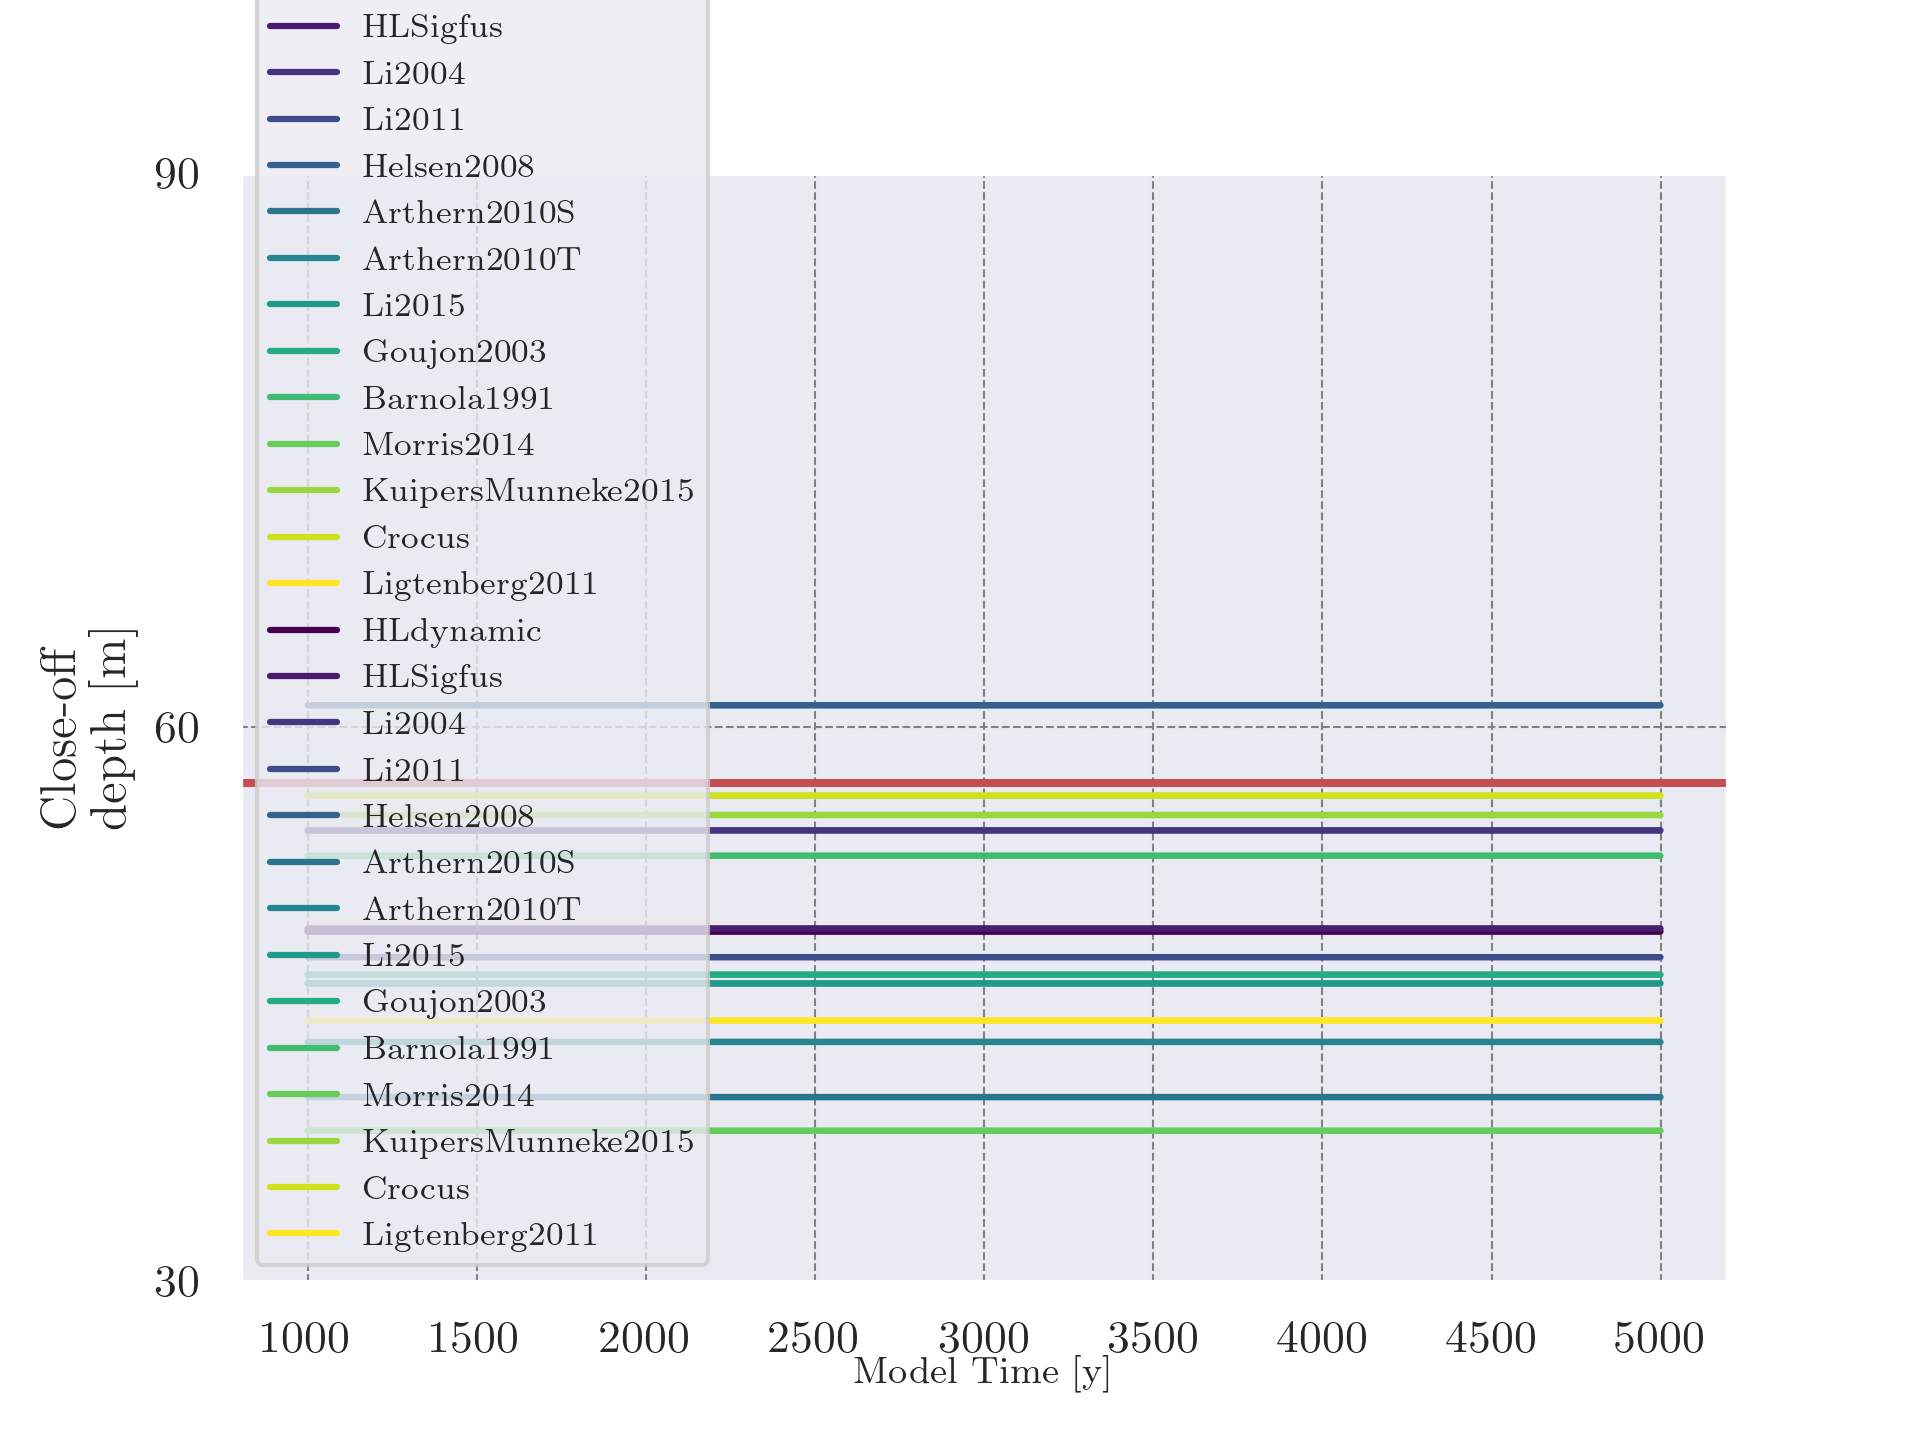 HLSigfus
Li2004
Li2011
Helsen2008
Arthern2010S
Arthern2010T
Li2015
Goujon2003
Barnola1991
Morris2014
KuipersMunneke2015
Crocus
Ligtenberg2011
HLdynamic
HLSigfus
Li2004
Li2011
Helsen2008
Arthern2010S
Arthern2010T
Li2015
Goujon2003
Barnola1991
Morris2014
KuipersMunneke2015
Crocus
Ligtenberg2011
90
60
30
Close-off
depth [m]
1000 1500 2000 2500 3000 3500 4000 4500 5000
Model Time [y]